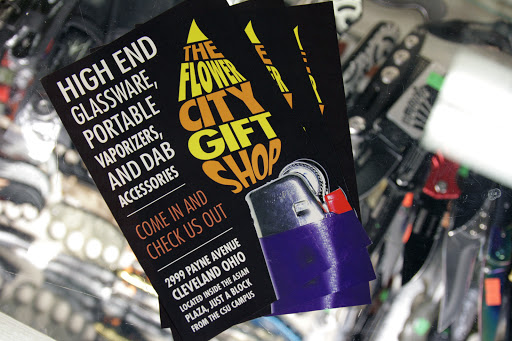 HIGH END
GLASSWARE,
PORTABLE
VAPORIZERS,
AND DAB
ACCESSORIES
COME IN AND
CHECK US OUT
2999 PAYNE AVENUE
CLEVELAND OHIO
LOCATED INSIDE THE ASIAN
PLAZA, JUST A BLOCK
FROM THE CSU CAMPUS
THE
FLOWER
CITY
GIFT
SHOP